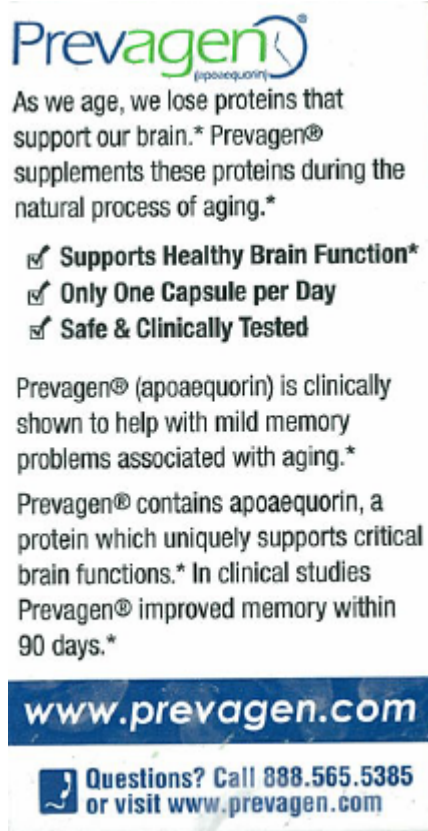 Prevagen®
(apoaequorin)
As we age, we lose proteins that
support our brain.* Prevagen®
supplements these proteins during the
natural process of aging.*
Supports Healthy Brain Function*
Only One Capsule per Day
Safe & Clinically Tested
Prevagen® (apoaequorin) is clinically
shown to help with mild memory
problems associated with aging.*
Prevagen® contains apoaequorin, a
protein which uniquely supports critical
brain functions.* In clinical studies
Prevagen® improved memory within
90 days.*
www.prevagen.com
Questions? Call 888.565.5385
or visit www.prevagen.com